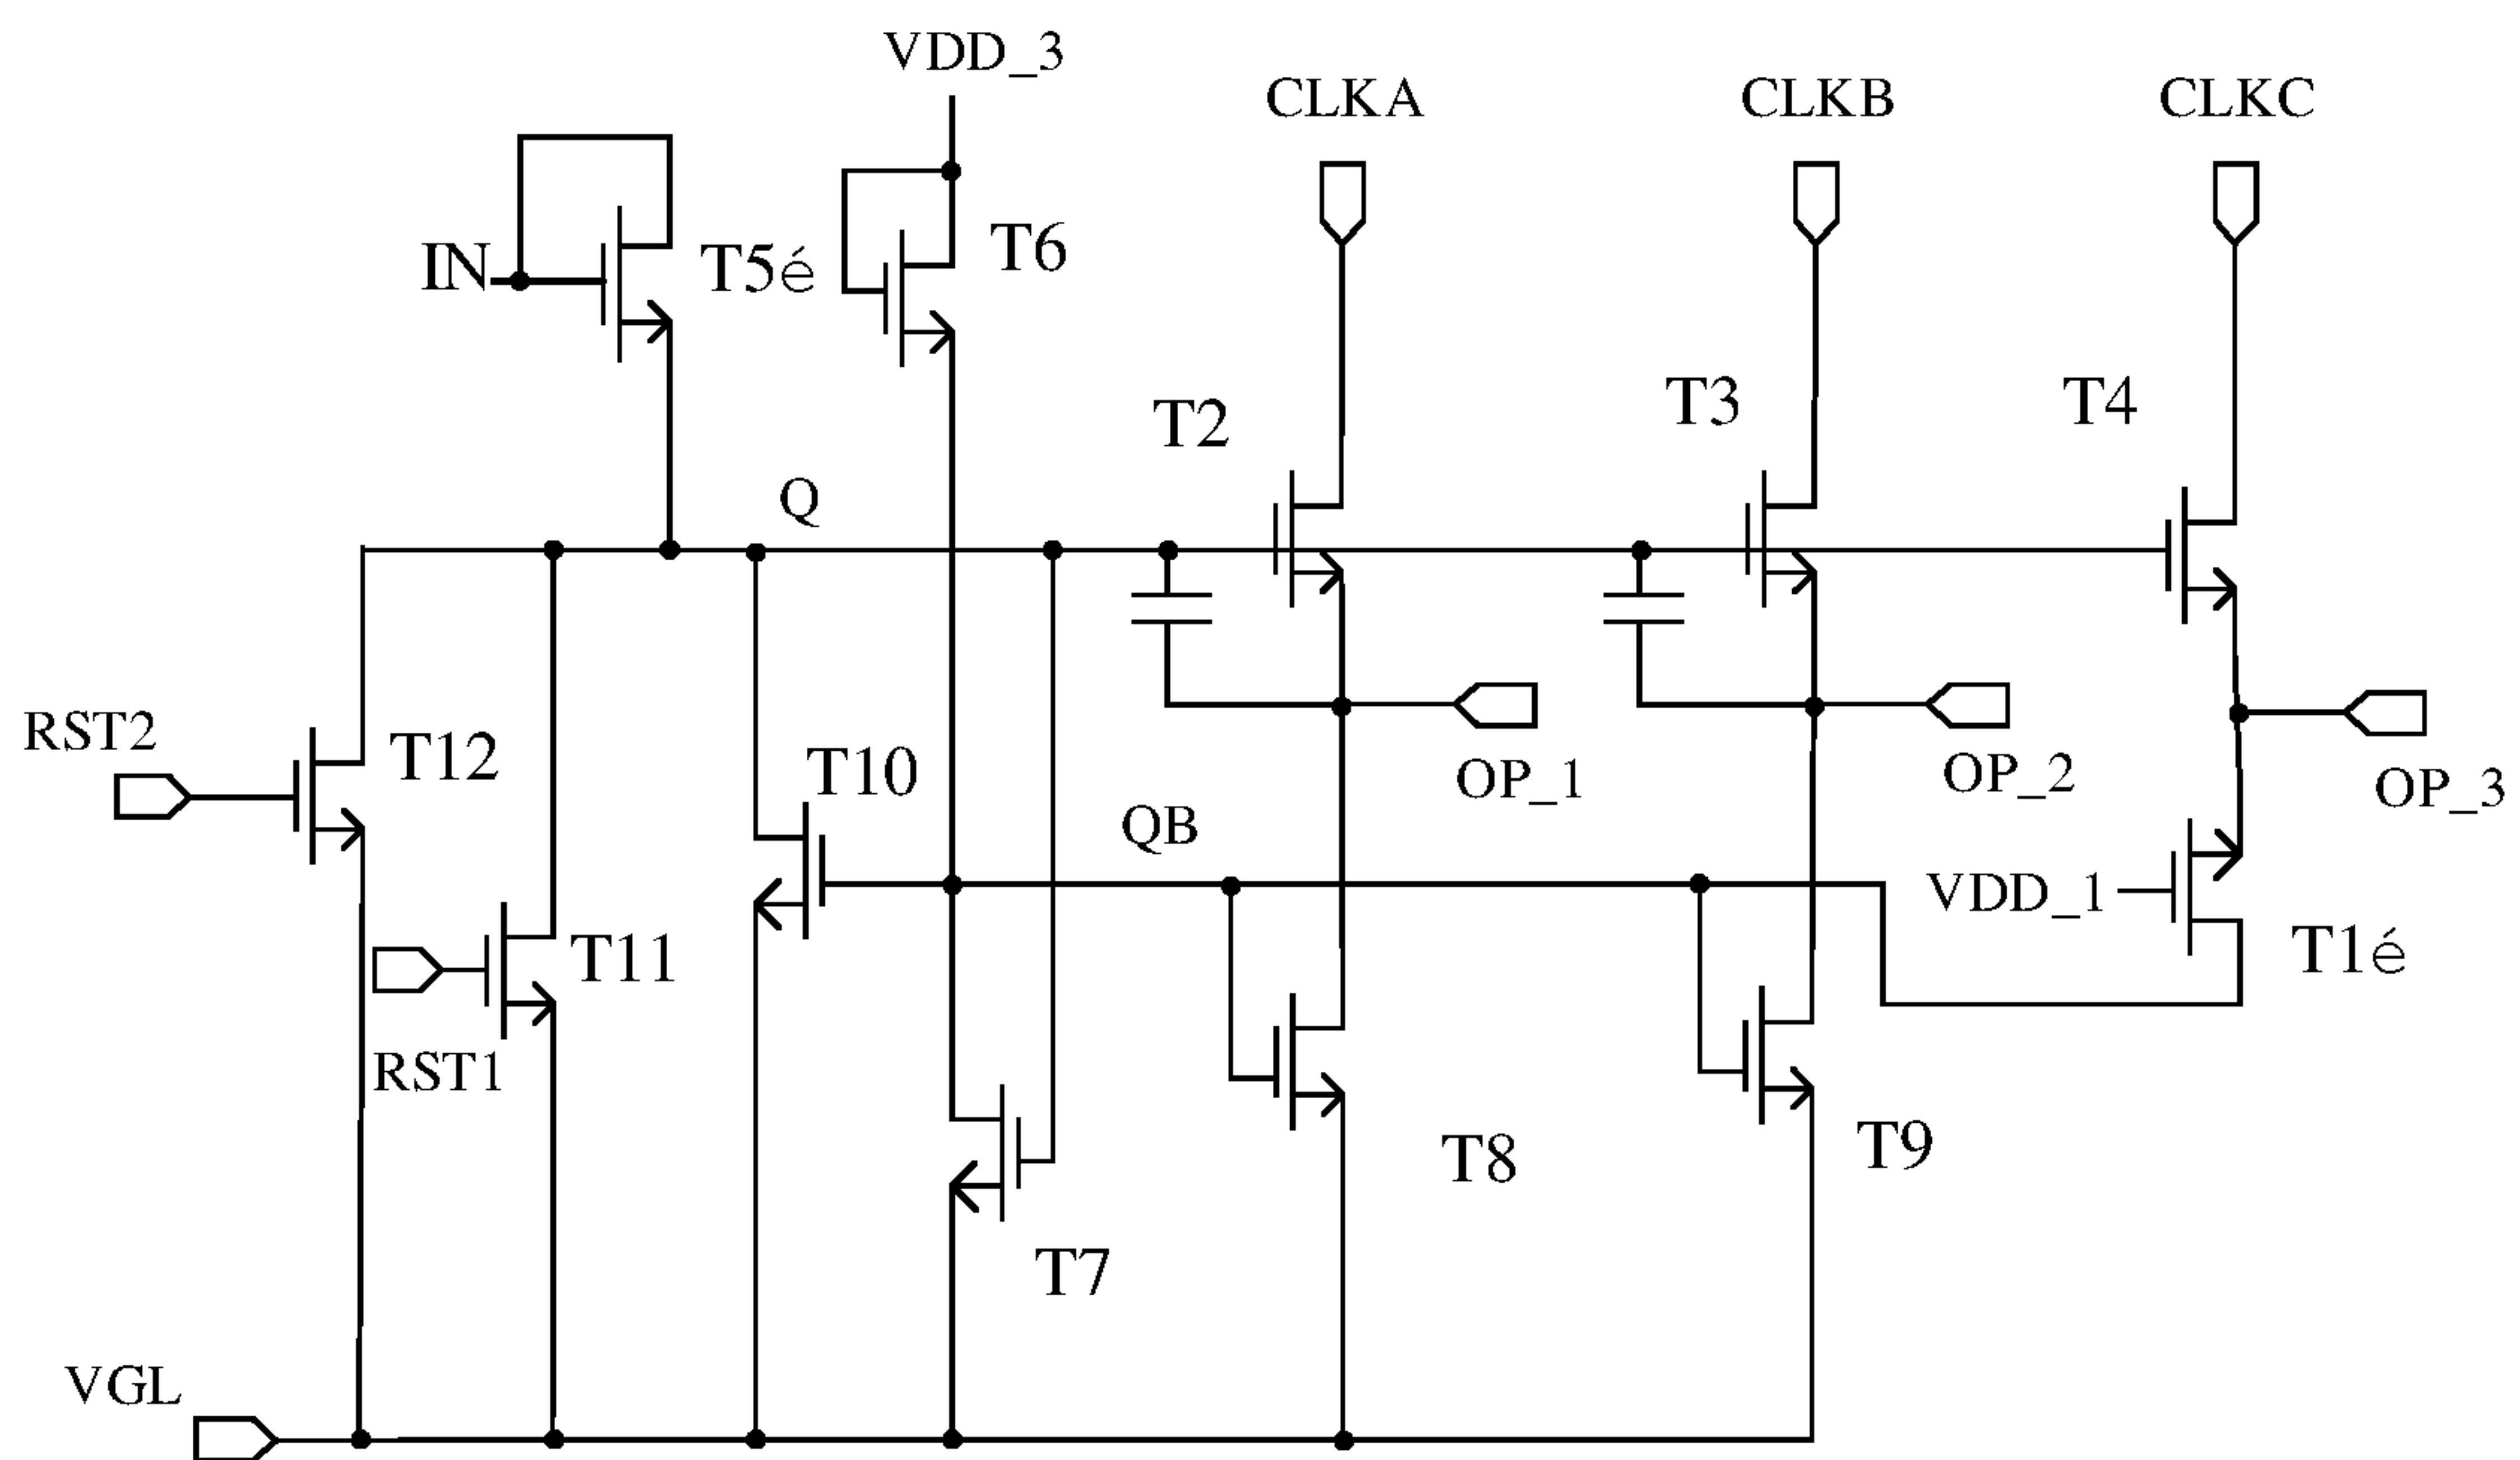 VDD_3
CLKA
CLKB
CLKC
IN
T5é
T6
T2
T3
T4
Q
RST2
T12
T10
OP_1
OP_2
OP_3
QB
VDD_1
T11
T1é
RST1
T8
T9
T7
VGL